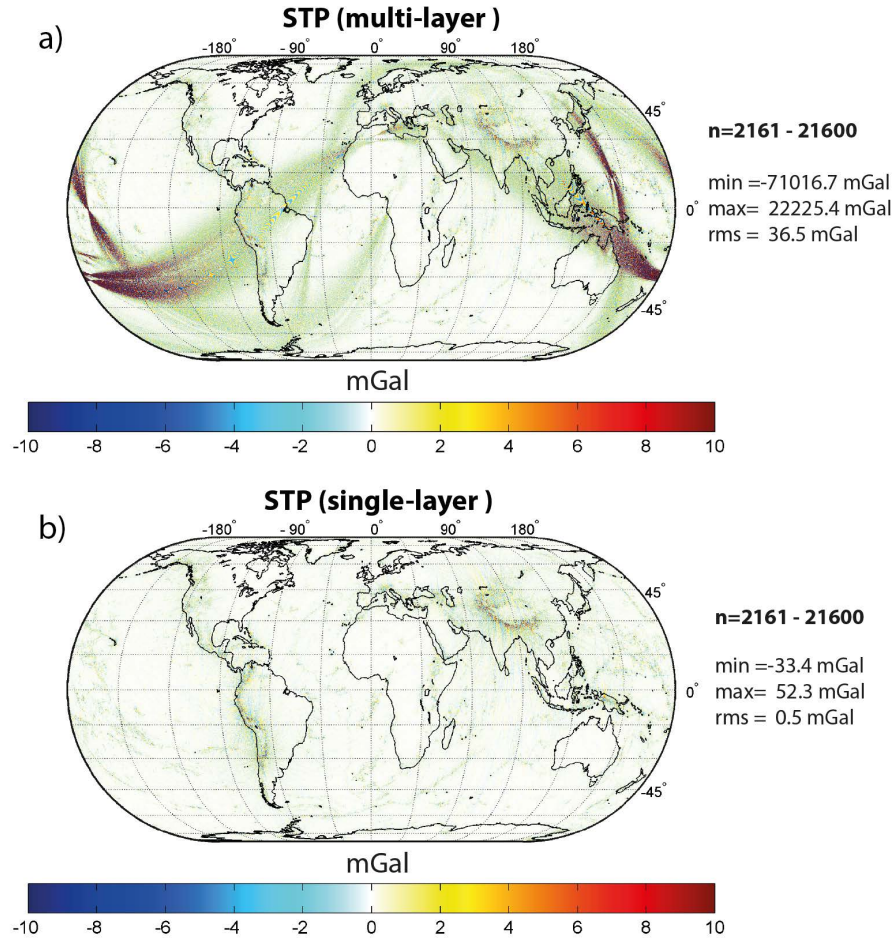 STP (multi-layer )
a)
-180° -90° 0° 90° 180°
45°
n=2161 - 21600
min =-71016.7 mGal
max= 22225.4 mGal
0°
rms = 36.5 mGal
-45°
mGal
-10 -8 -6 -4 -2 0 2 4 6 8 10
STP (single-layer )
b)
-180° -90° 0° 90° 180°
45°
n=2161 - 21600
min =-33.4 mGal
max= 52.3 mGal
0°
rms = 0.5 mGal
-45°
mGal
-10 -8 -6 -4 -2 0 2 4 6 8 10